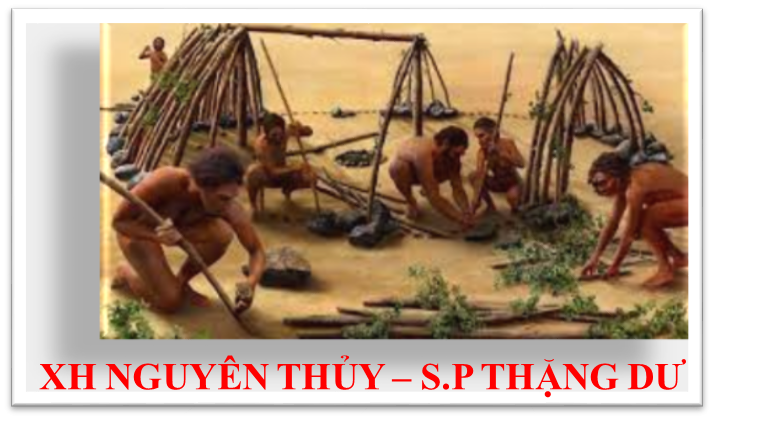 XH NGUYÊN THỦY – S.P THẶNG DƯ